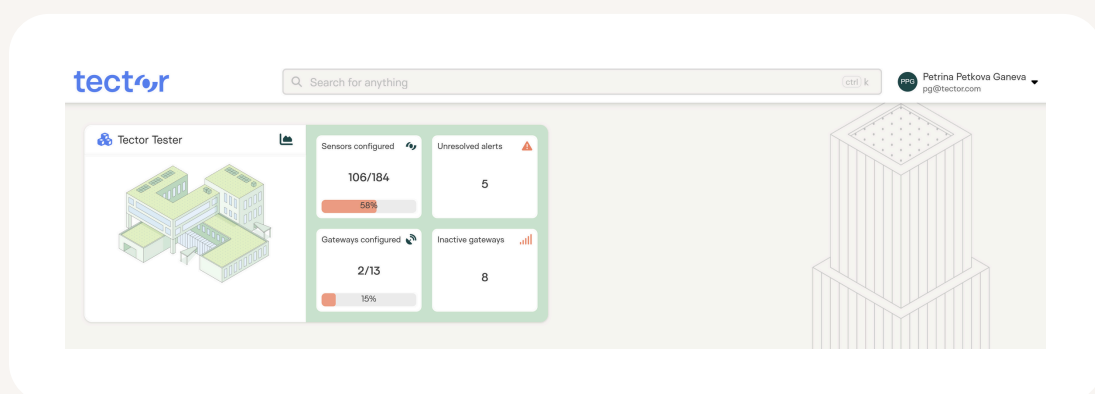 tector
Search for anything
ctrl k
PPG
Petrina Petkova Ganeva
pg@tector.com
Tector Tester
Sensors configured
106/184
58%
Unresolved alerts
5
Gateways configured
2/13
15%
Inactive gateways
8